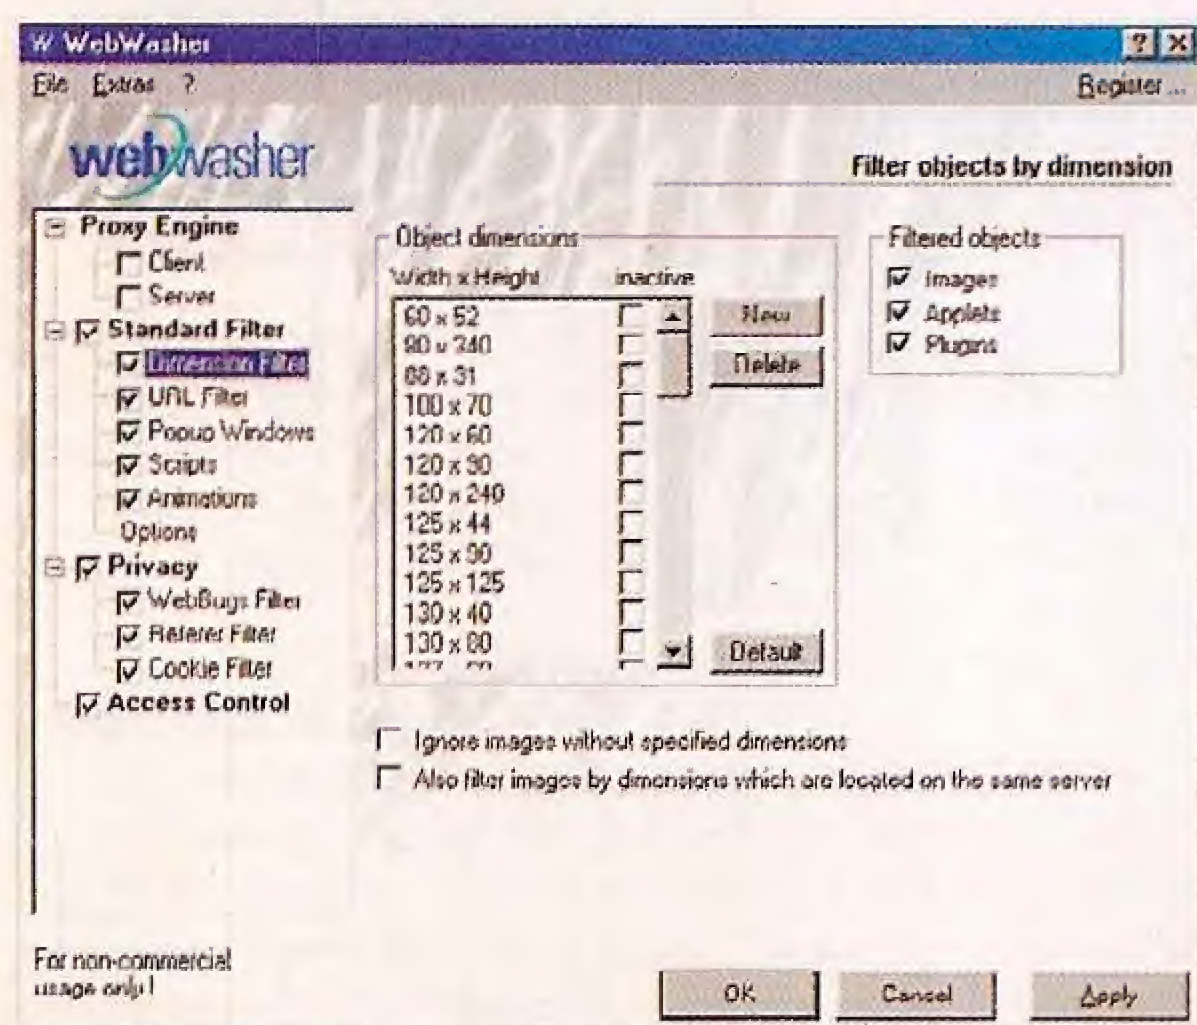 W WebWasher
File Extras ?
Register ...
webwasher
Filter objects by dimension
Proxy Engine
Client
Server
Standard Filter
Dimension Filter
URL Filter
Popup Windows
Scripts
Animations
Options
Privacy
WebBugs Filter
Referer Filter
Cookie Filter
Access Control
Object dimensions
Width x Height inactive
60 x 52
88 x 31
100 x 70
120 x 60
120 x 90
120 x 240
125 x 44
125 x 90
125 x 125
130 x 40
130 x 80
New
Delete
Default
Filtered objects
Images
Applets
Plugins
Ignore images without specified dimensions
Also filter images by dimensions which are located on the same server
For non-commercial
usage only!
OK
Cancel
Apply